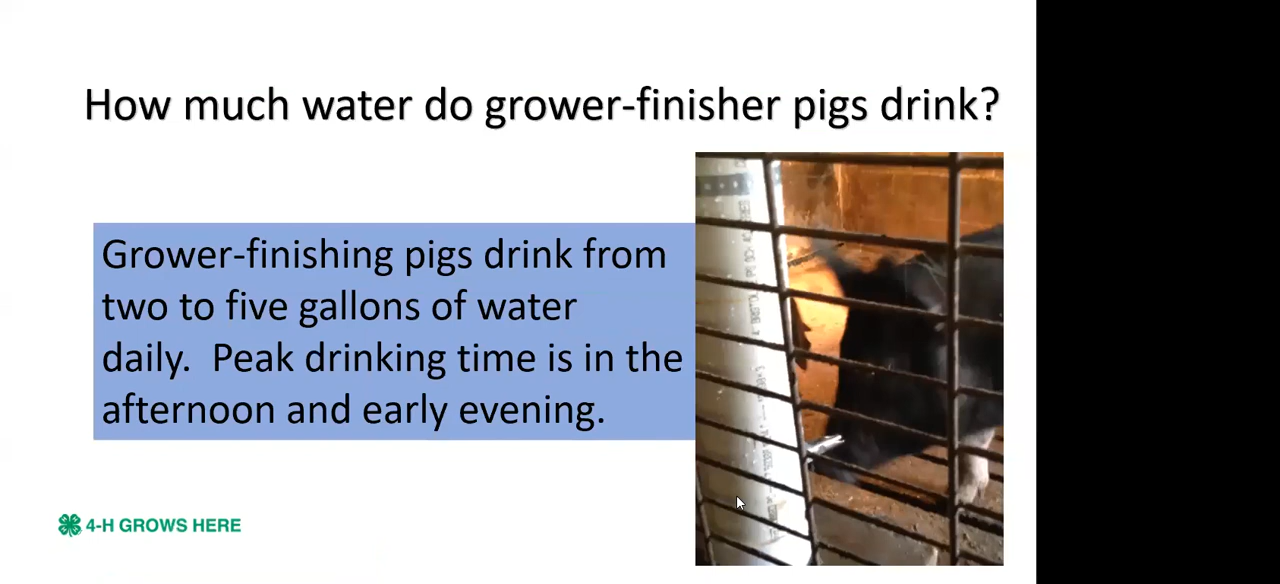 How much water do grower-finisher pigs drink?
Grower-finishing pigs drink from
two to five gallons of water
daily.  Peak drinking time is in the
afternoon and early evening.
4-H GROWS HERE